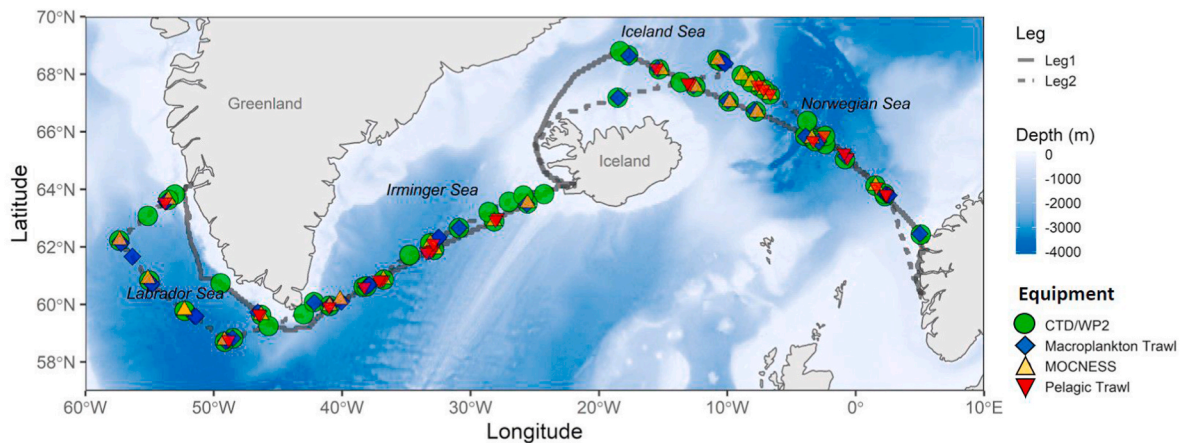 70°N
68°N
66°N
64°N
62°N
60°N
58°N
Latitude
Iceland Sea
Greenland
Norwegian Sea
Iceland
Irminger Sea
Labrador Sea
60°W
50°W
40°W
30°W
20°W
10°W
0°
10°E
Longitude
Leg
Leg1
Leg2
Depth (m)
0
-1000
-2000
-3000
-4000
Equipment
CTD/WP2
Macroplankton Trawl
MOCNESS
Pelagic Trawl